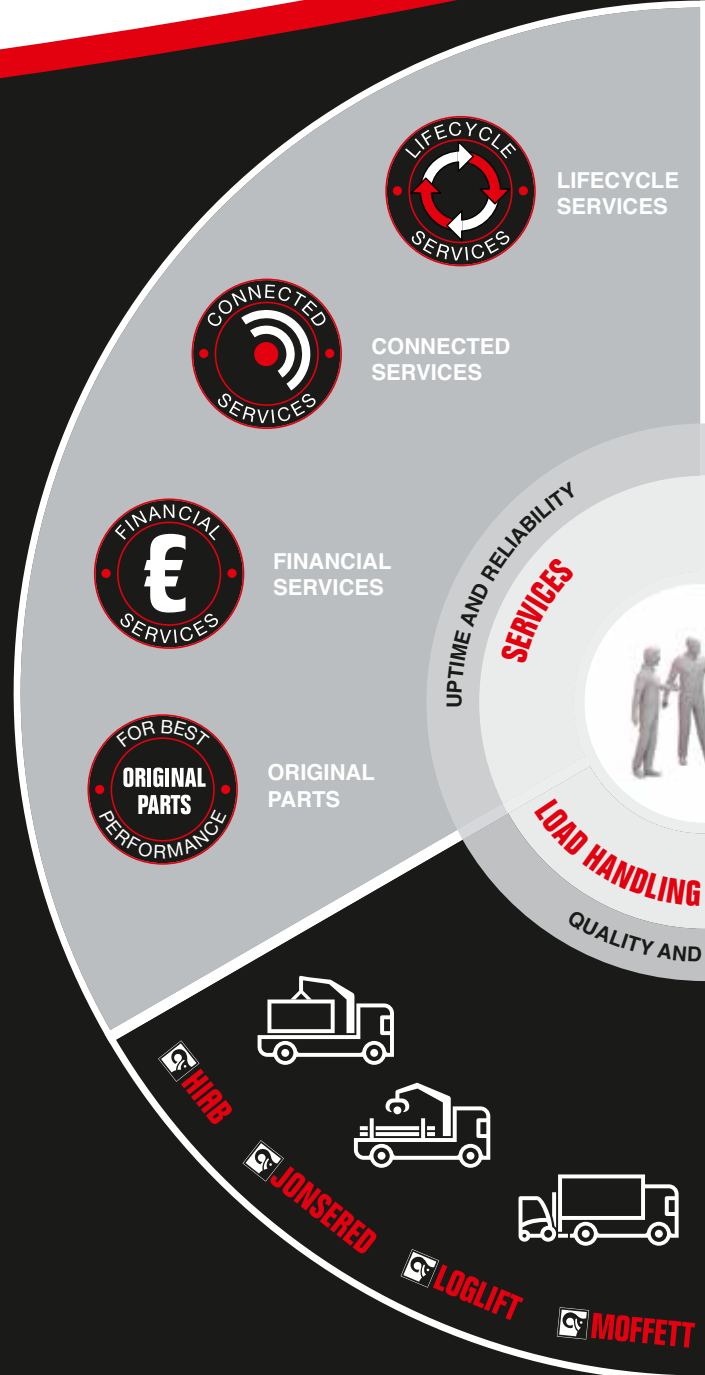 LIFECYCLE
SERVICES
LIFECYCLE
SERVICES
CONNECTED
SERVICES
CONNECTED
SERVICES
FINANCIAL
€
SERVICES
FINANCIAL
SERVICES
FOR BEST
ORIGINAL
PARTS
PERFORMANCE
ORIGINAL
PARTS
UPTIME AND RELIABILITY
SERVICES
LOAD HANDLING
QUALITY AND
HIAB
JONSERED
LOGLIFT
MOFFETT